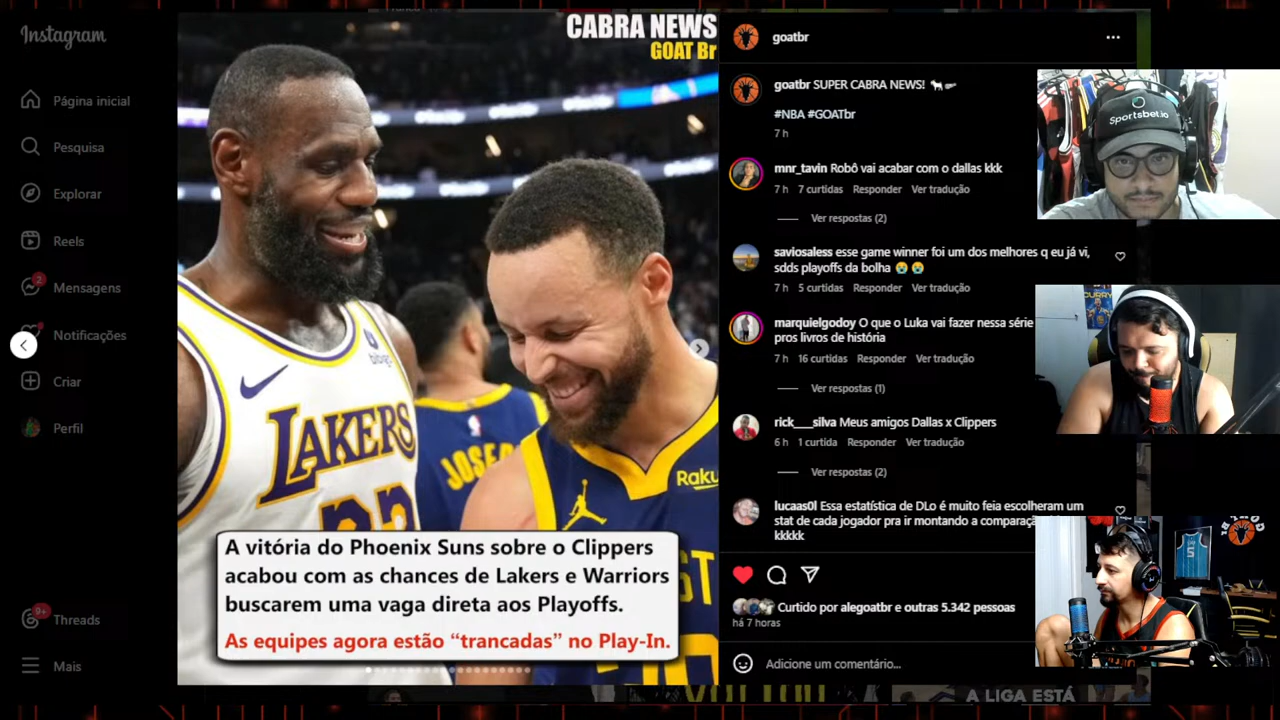 Instagram
Página inicial
Pesquisa
Explorar
Reels
2
Mensagens
Notificações
Criar
Perfil
9+
Threads
Mais
CABRA NEWS
GOAT Br
LAKERS
23
bibigo
JOSEP
Raku
A vitória do Phoenix Suns sobre o Clippers
acabou com as chances de Lakers e Warriors
buscarem uma vaga direta aos Playoffs.
As equipes agora estão “trancadas” no Play-In.
goatbr
goatbr SUPER CABRA NEWS!
#NBA #GOATbr
7 h
mnr_tavin Robô vai acabar com o dallas kkk
7 h 7 curtidas Responder Ver tradução
Ver respostas (2)
saviosaless esse game winner foi um dos melhores q eu já vi,
sdds playoffs da bolha 😭 😭
7 h 5 curtidas Responder Ver tradução
marquielgodoy O que o Luka vai fazer nessa série
pros livros de história
7 h 16 curtidas Responder Ver tradução
Ver respostas (1)
rick___silva Meus amigos Dallas x Clippers
6 h 1 curtida Responder Ver tradução
Ver respostas (2)
lucaas0l Essa estatística de DLo é muito feia escolheram um
stat de cada jogador pra ir montando a comparaçã
kkkkk
Curtido por alegoatbr e outras 5.342 pessoas
há 7 horas
Adicione um comentário...
Sportsbet.io
CURRY
A LIGA ESTÁ